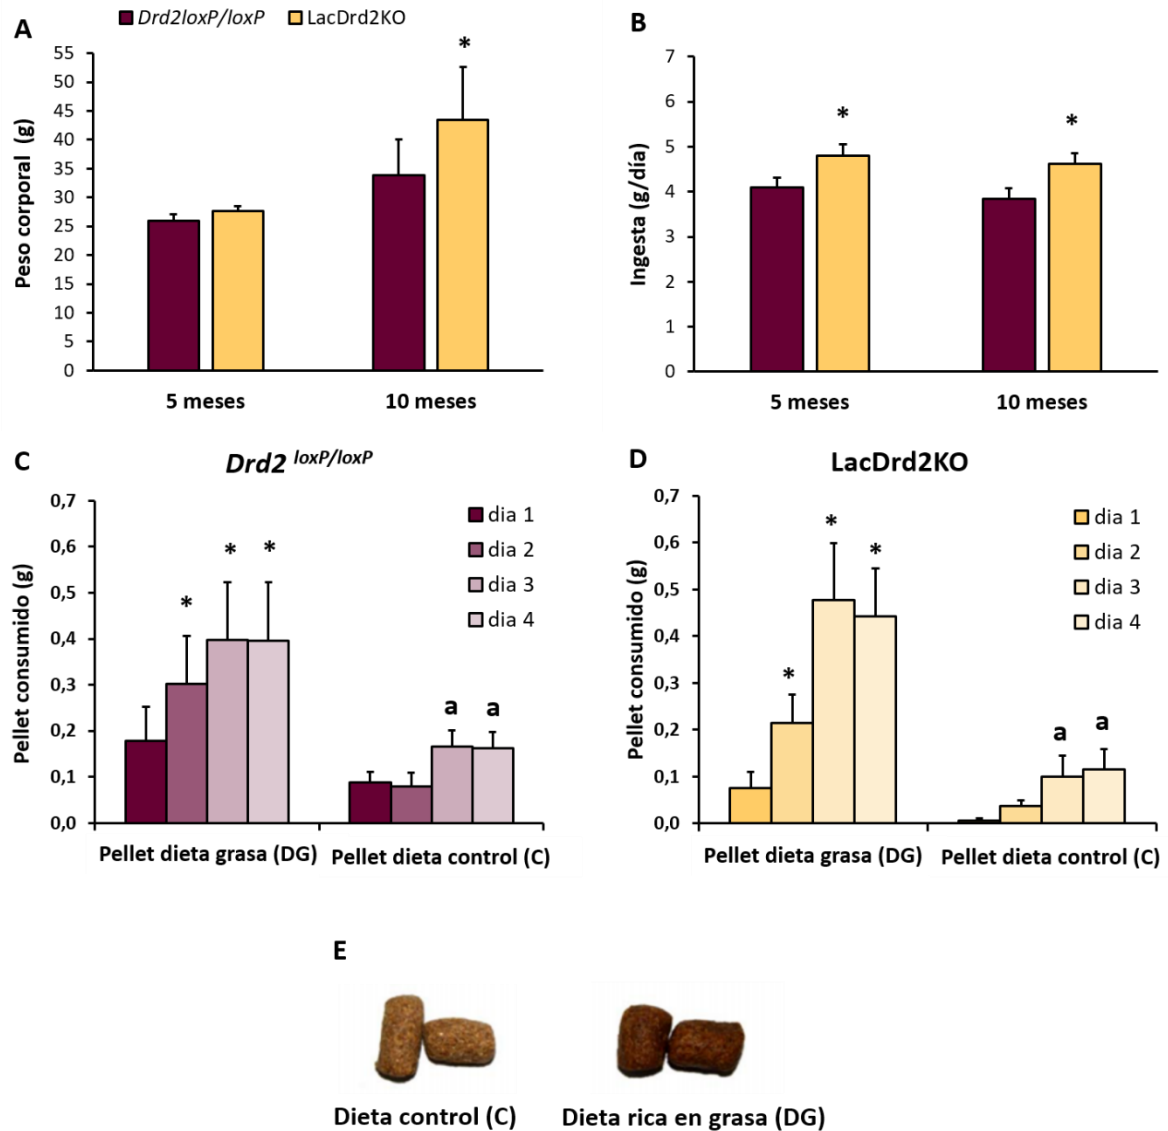 A
Drd2loxP/loxP
LacDrd2KO
*
Peso corporal (g)
55
50
45
40
35
30
25
20
15
10
5
0
5 meses
10 meses
B
*
*
Ingesta (g/día)
7
6
5
4
3
2
1
0
5 meses
10 meses
C
Drd2 loxP/loxP
Pellet consumido (g)
0,7
0,6
0,5
0,4
0,3
0,2
0,1
0,0
dia 1
dia 2
dia 3
dia 4
*
*
*
a
a
Pellet dieta grasa (DG)
Pellet dieta control (C)
D
LacDrd2KO
Pellet consumido (g)
0,7
0,6
0,5
0,4
0,3
0,2
0,1
0,0
dia 1
dia 2
dia 3
dia 4
*
*
*
a
a
Pellet dieta grasa (DG)
Pellet dieta control (C)
E
Dieta control (C)
Dieta rica en grasa (DG)